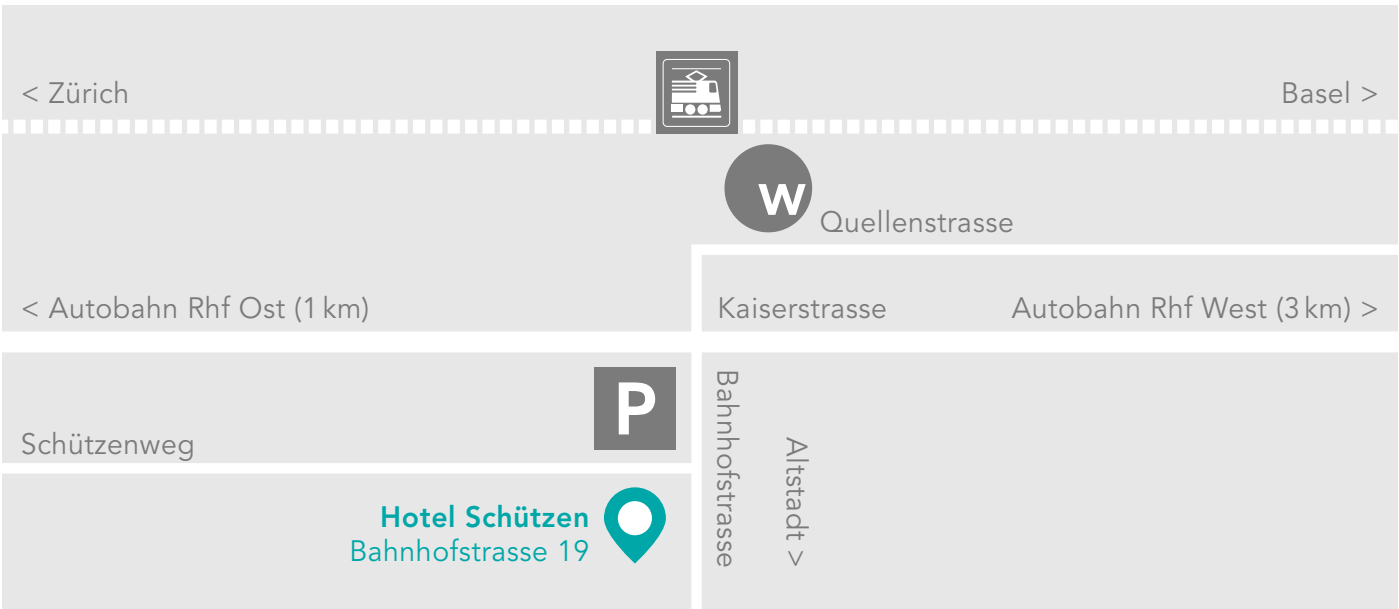 < Zürich
Basel >
W
Quellenstrasse
< Autobahn Rhf Ost (1 km)
Kaiserstrasse
Autobahn Rhf West (3 km) >
P
Bahnhofstrasse
Altstadt >
Schützenweg
Hotel Schützen
Bahnhofstrasse 19